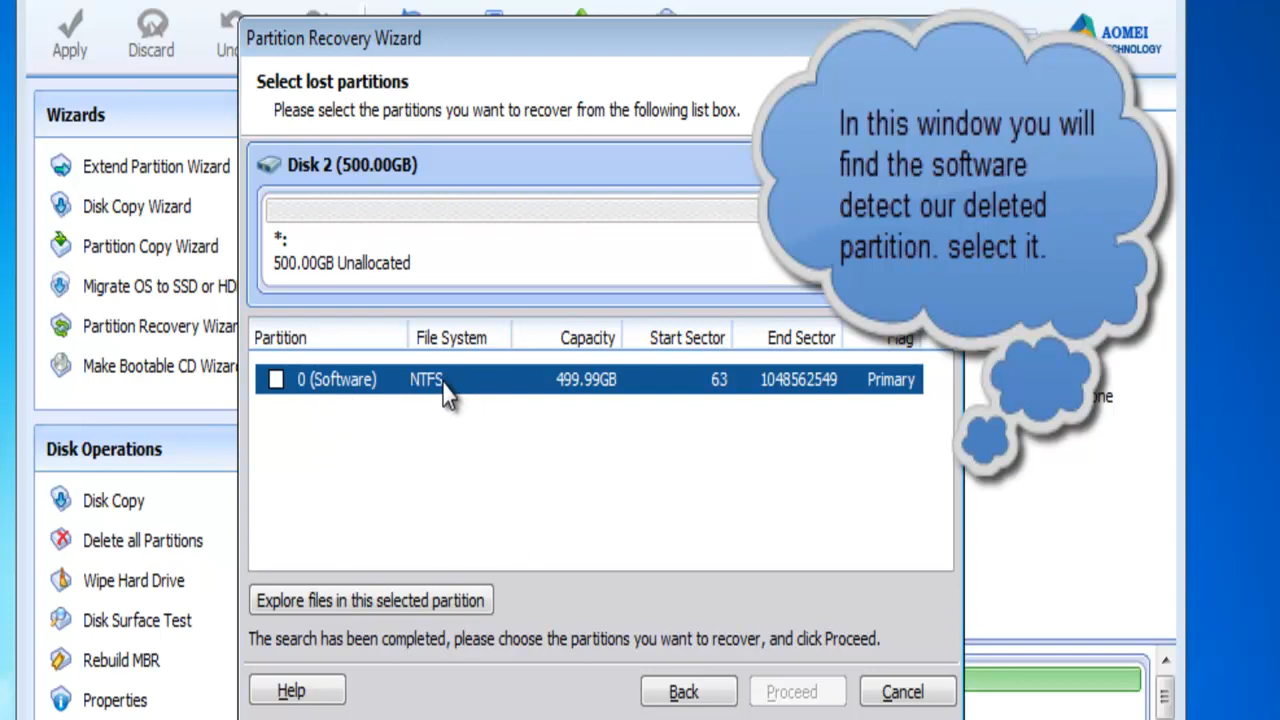 Apply
Discard
Partition Recovery Wizard
AOMEI
Select lost partitions
Please select the partitions you want to recover from the following list box.
In this window you will
find the software
detect our deleted
partition. select it.
Wizards
Extend Partition Wizard
Disk Copy Wizard
Partition Copy Wizard
Migrate OS to SSD or HD
Partition Recovery Wizar
Make Bootable CD Wizar
Disk 2 (500.00GB)
*:
500.00GB Unallocated
Partition File System Capacity Start Sector End Sector Flag
0 (Software) NTFS 499.99GB 63 1048562549 Primary
Disk Operations
Disk Copy
Delete all Partitions
Wipe Hard Drive
Disk Surface Test
Rebuild MBR
Properties
Explore files in this selected partition
The search has been completed, please choose the partitions you want to recover, and click Proceed.
Help Back Proceed Cancel